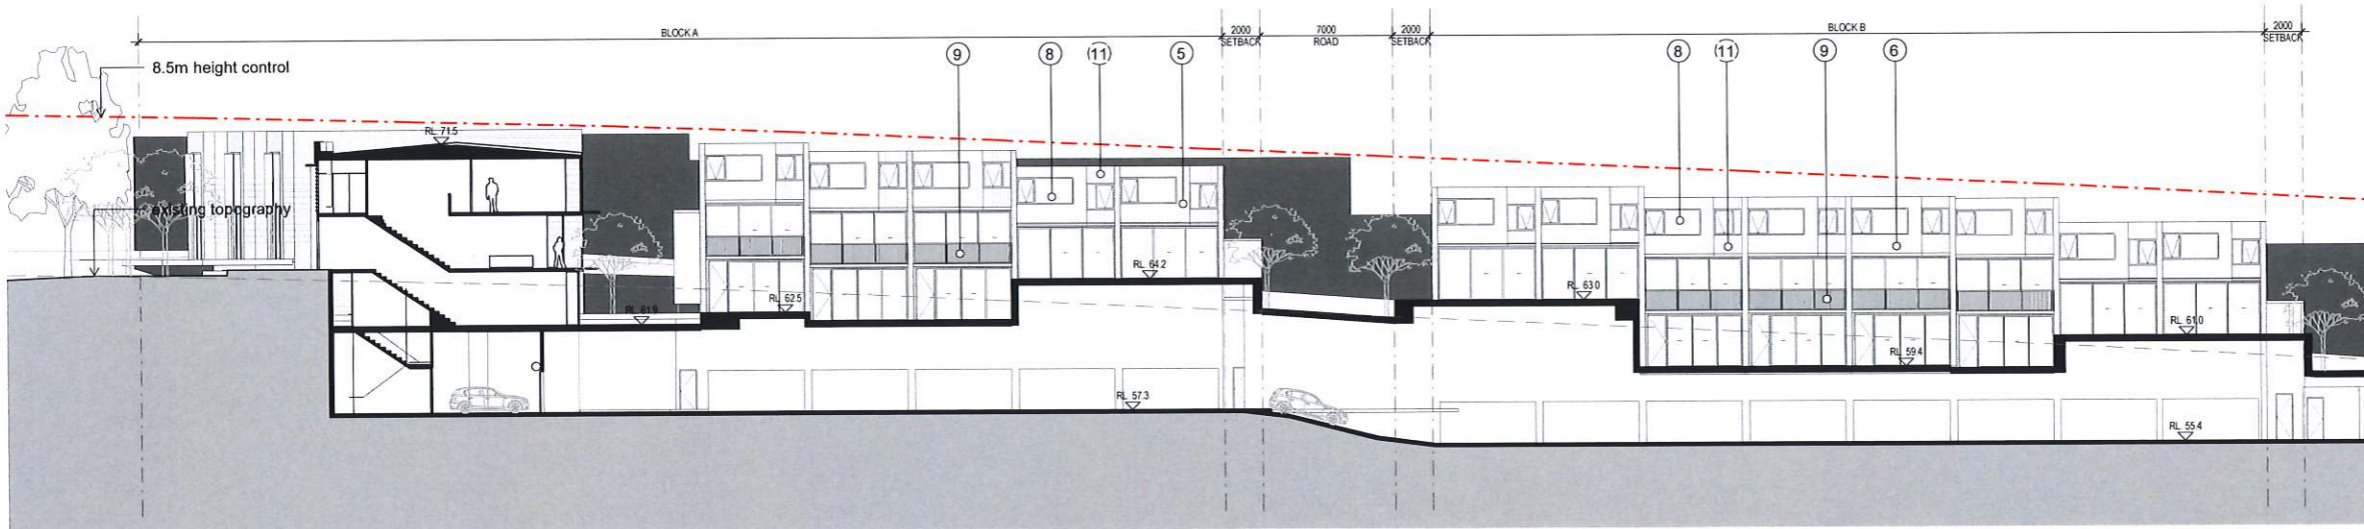 BLOCK A
2000
SETBACK
7000
ROAD
2000
SETBACK
BLOCK B
2000
SETBACK
9
8
(11)
5
8
(11)
9
6
8.5m height control
RL 71.5
existing topography
RL 64.2
RL 62.5
RL 61.9
RL 63.0
RL 61.0
RL 59.4
RL 57.3
RL 55.4